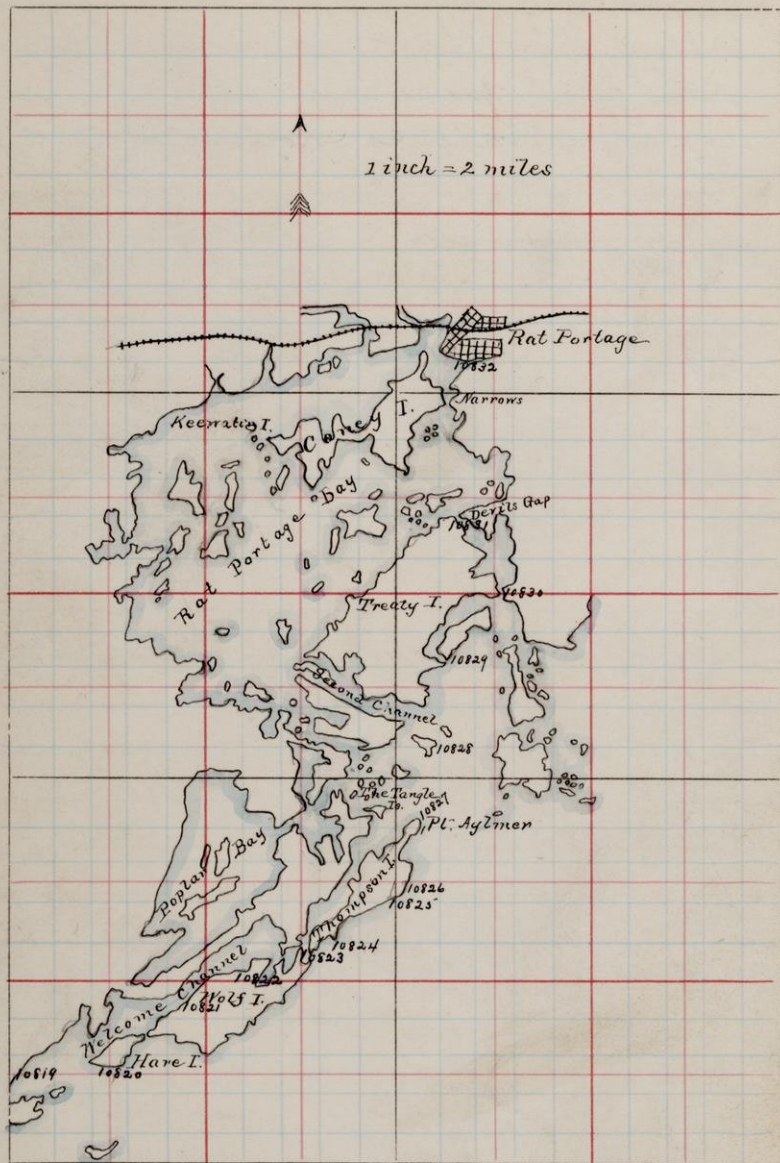 1 inch = 2 miles
Rat Portage
10832
Narrows
Keewatin I.
Coney I.
Devils Gap
10831
Rat Portage Bay
10830
Treaty I.
10829
Second Channel
10828
The Tangle
Is.
10827
Pt. Aylmer
Poplar Bay
Thompson I.
10826
10825
10824
10823
10822
Welcome Channel
Wolf I.
10821
Hare I.
10820
10819